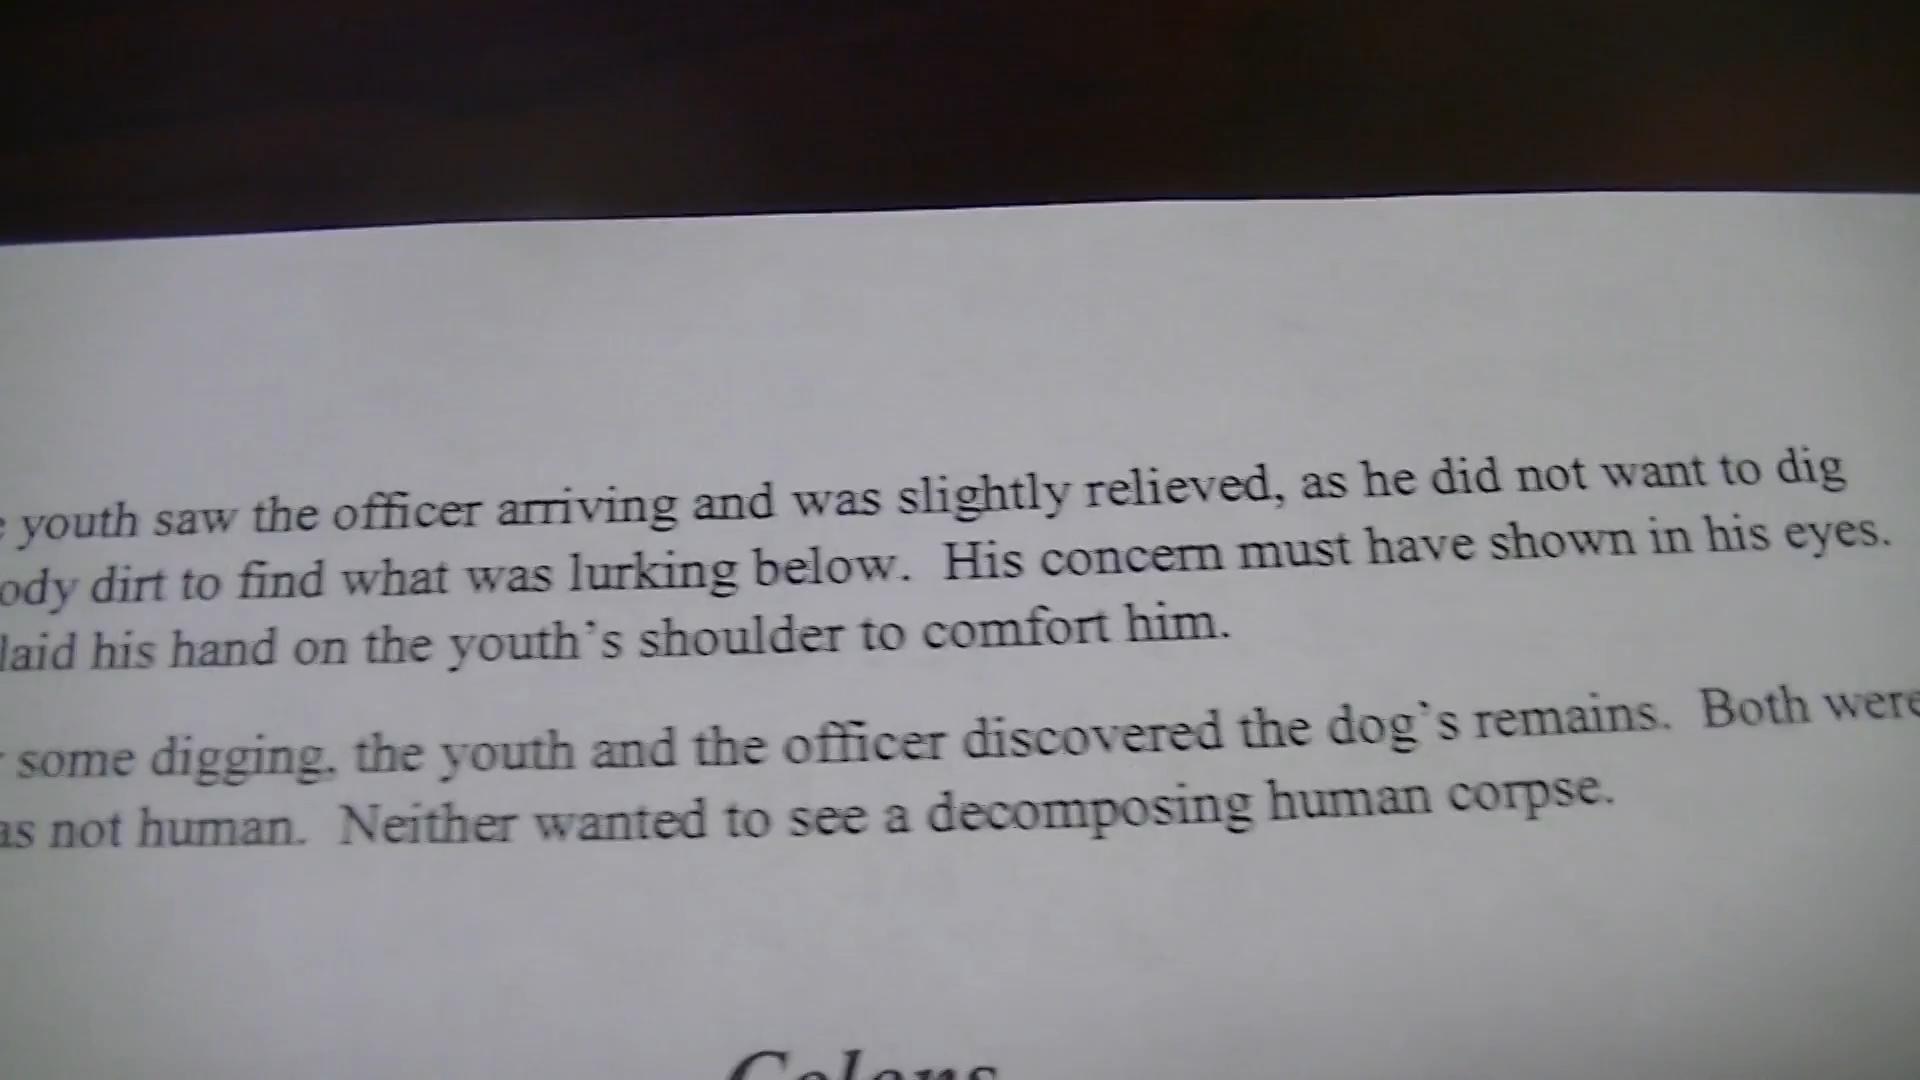 youth saw the officer arriving and was slightly relieved, as he did not want to dig
ody dirt to find what was lurking below. His concern must have shown in his eyes.
laid his hand on the youth's shoulder to comfort him.
some digging, the youth and the officer discovered the dog's remains. Both were
as not human. Neither wanted to see a decomposing human corpse.
Colons